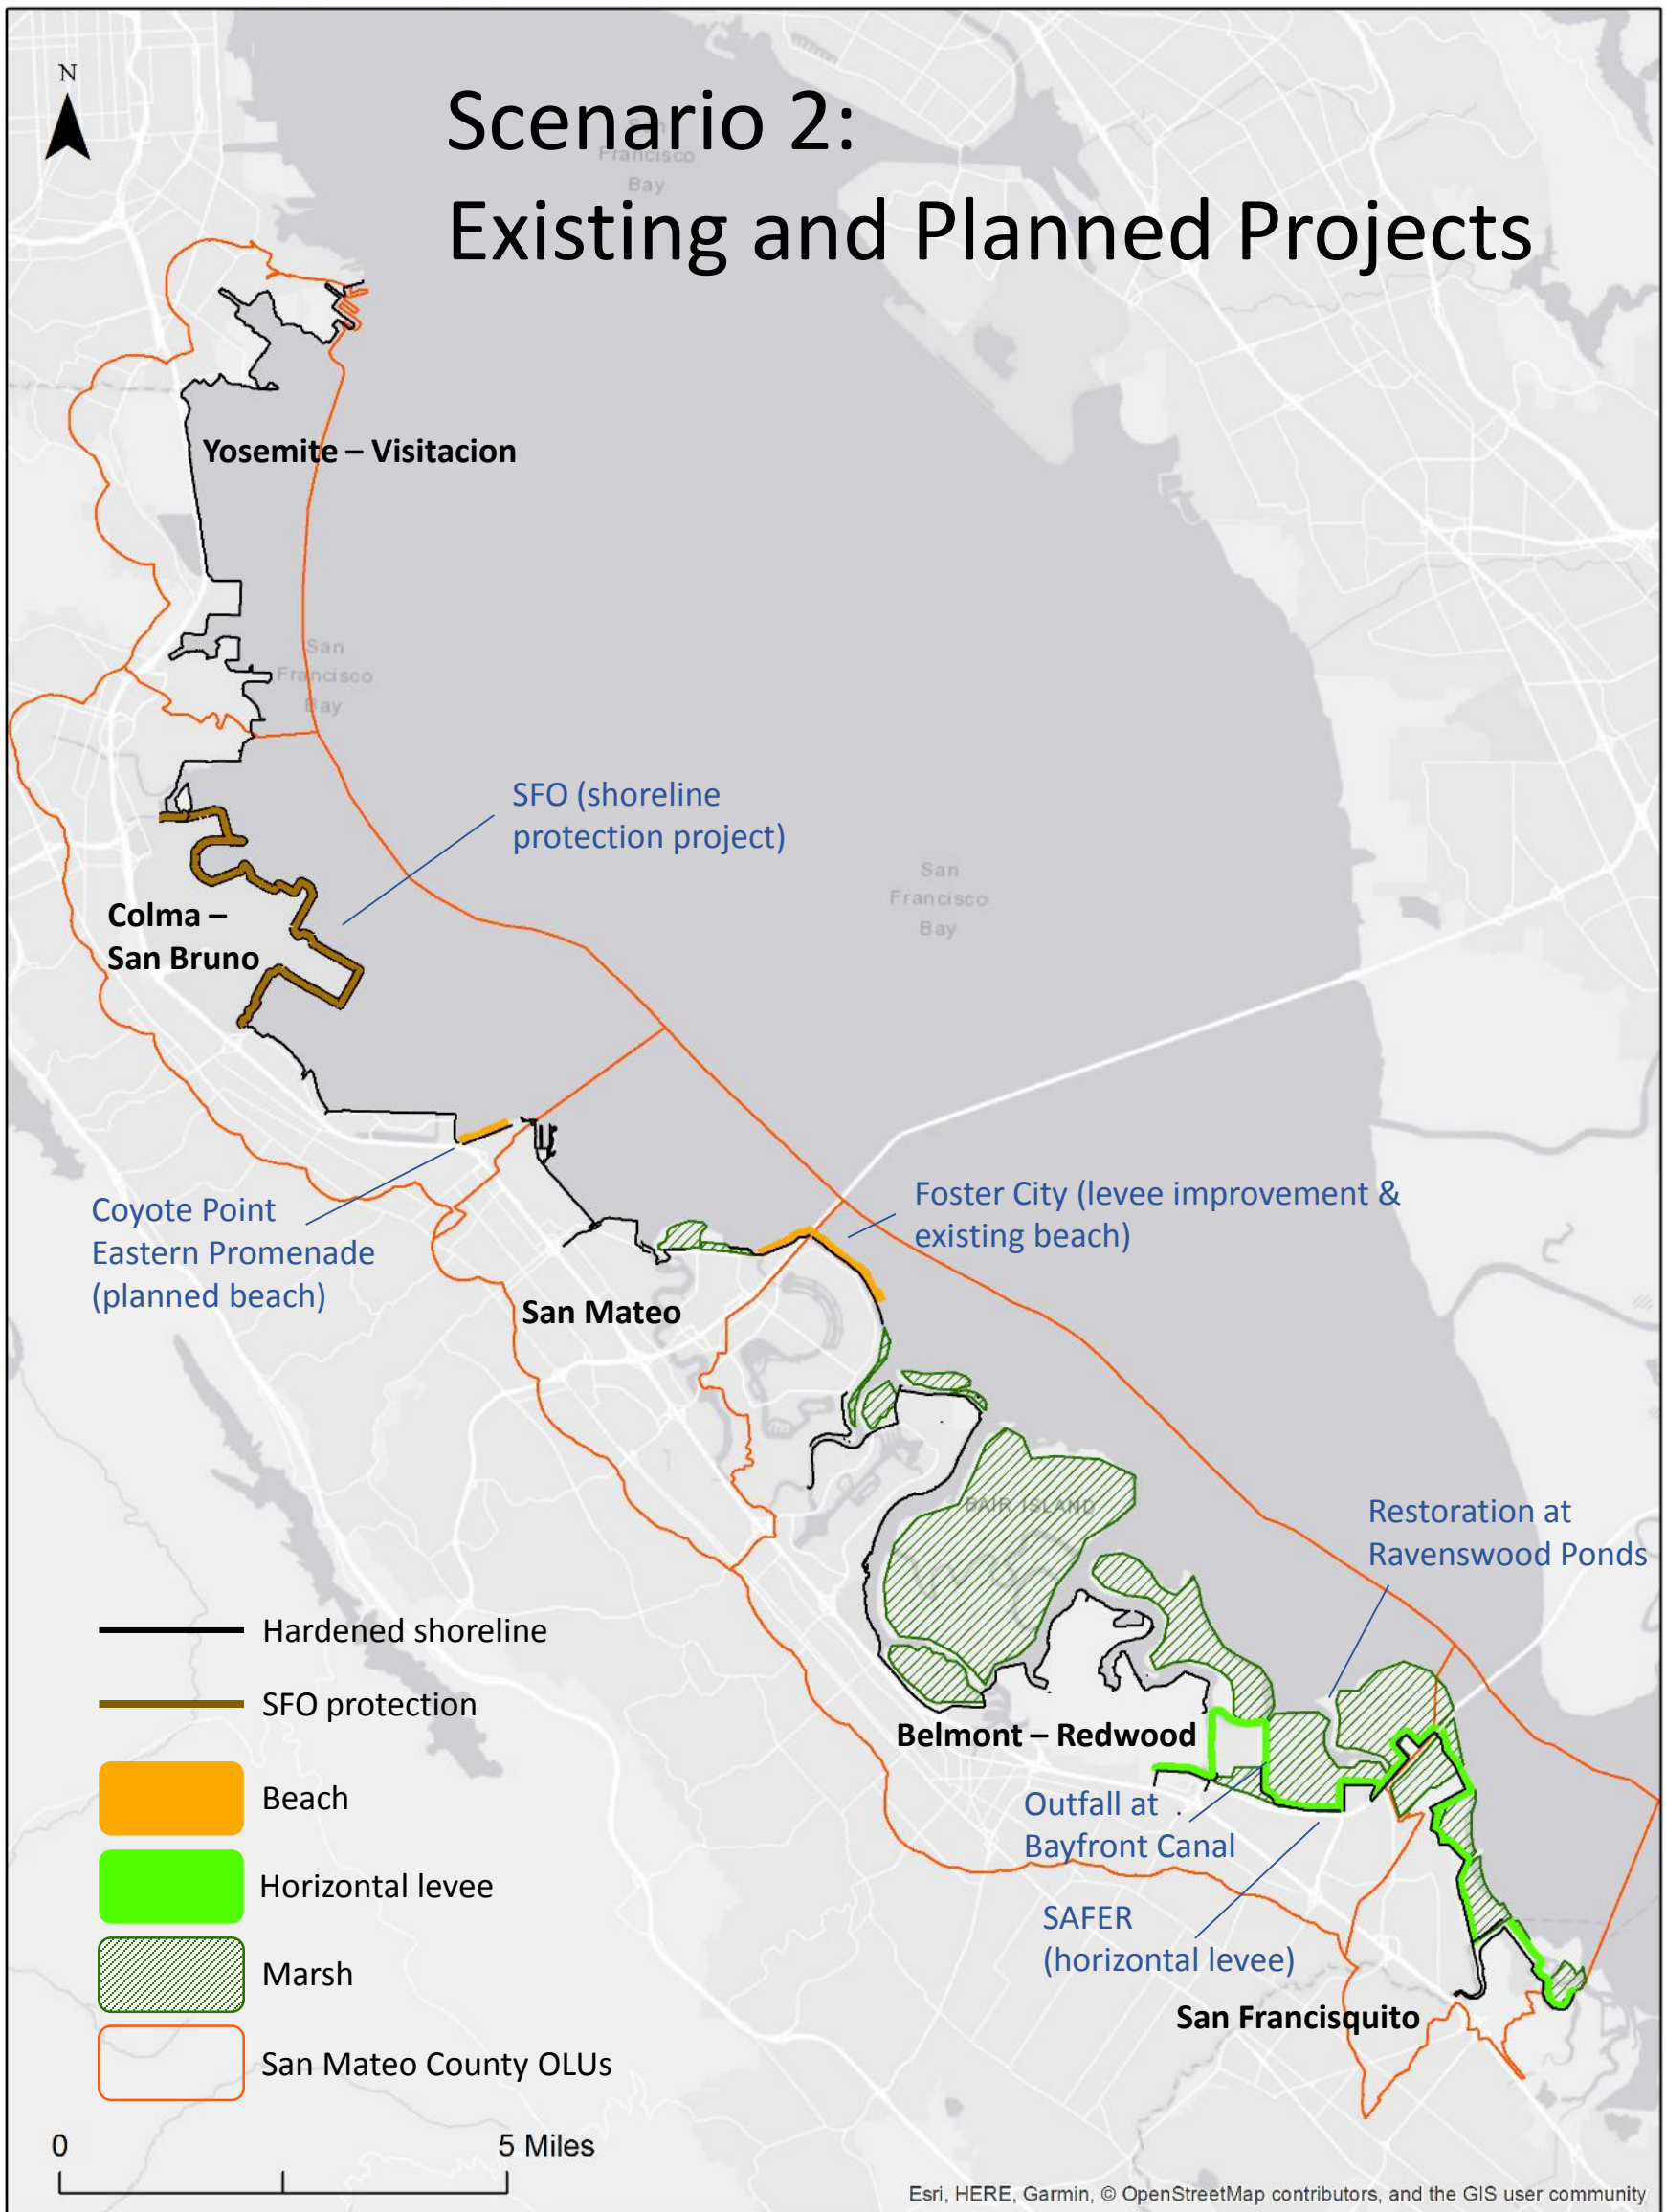 N
Scenario 2:
San
Francisco
Bay
Existing and Planned Projects
Yosemite – Visitacion
San
Francisco
Bay
SFO (shoreline
protection project)
San
Francisco
Bay
Colma –
San Bruno
Coyote Point
Eastern Promenade
(planned beach)
Foster City (levee improvement &
existing beach)
San Mateo
BAIR ISLAND
Restoration at
Ravenswood Ponds
Belmont – Redwood
Outfall at
Bayfront Canal
SAFER
(horizontal levee)
San Francisquito
Hardened shoreline
SFO protection
Beach
Horizontal levee
Marsh
San Mateo County OLUs
0
5 Miles
Esri, HERE, Garmin, © OpenStreetMap contributors, and the GIS user community